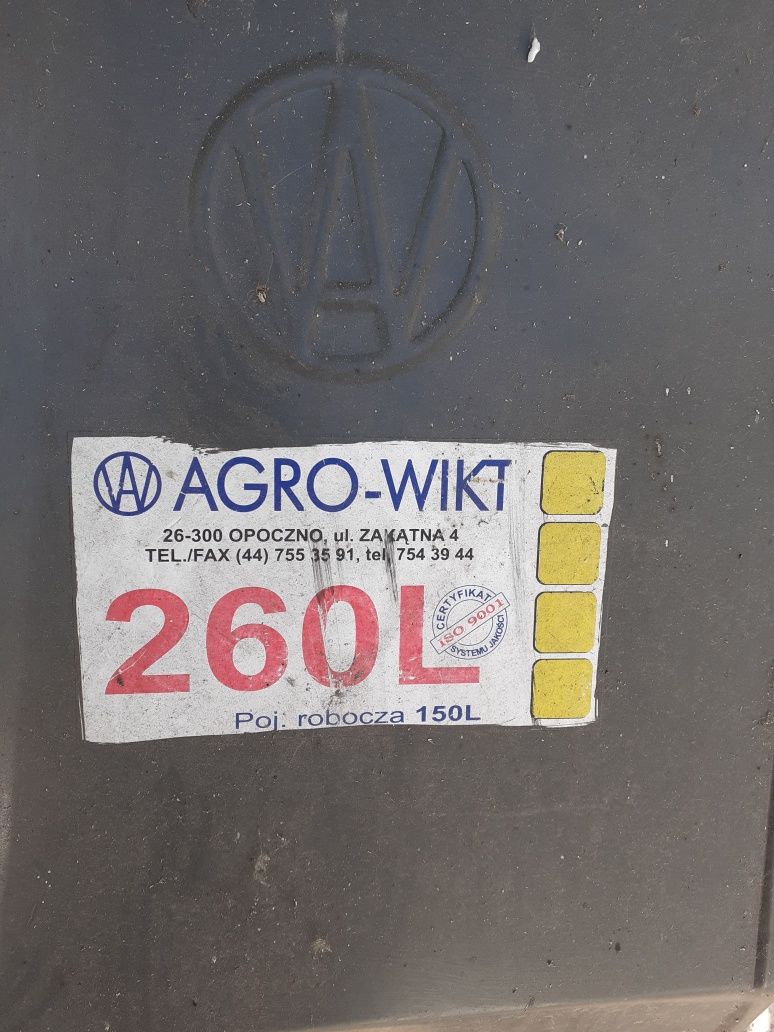 AGRO-WIKT
26-300 OPOCZNO, ul. ZAKĄTNA 4
TEL./FAX (44) 755 35 91, tel. 754 39 44
260L
CERTYFIKAT
ISO 9001
SYSTEMU JAKOŚCI
Poj. robocza 150L